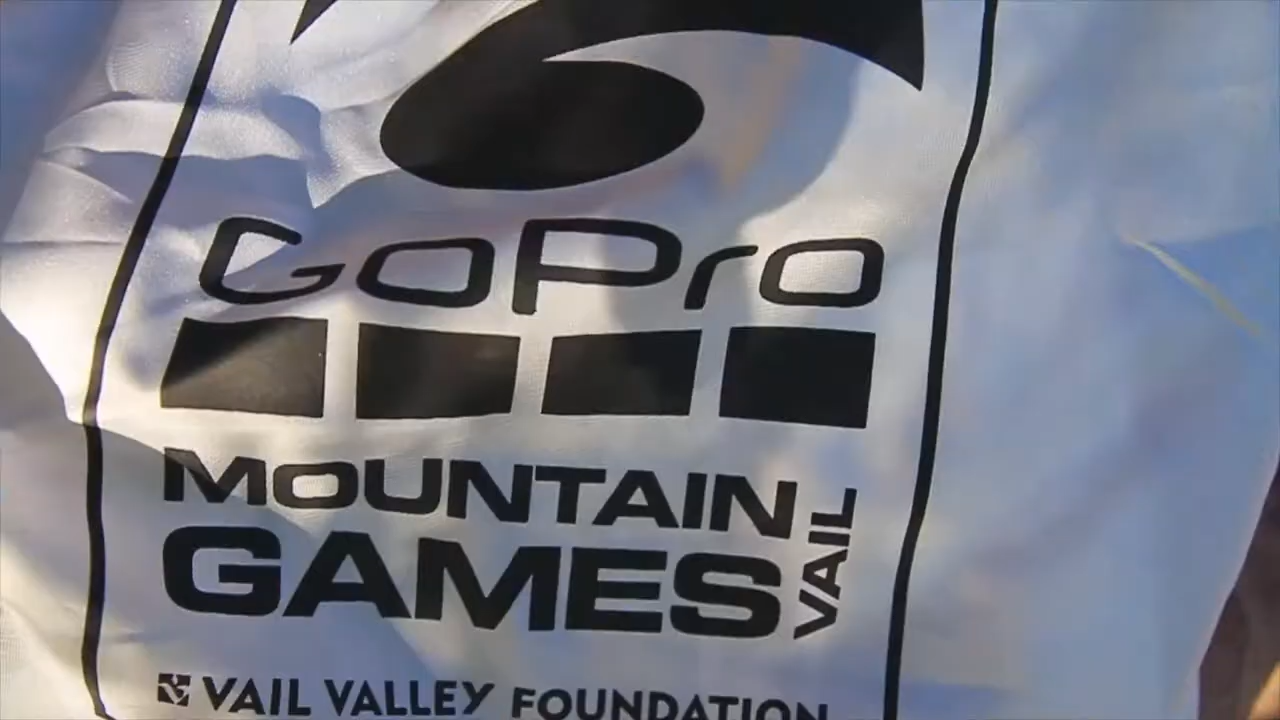 GoPro
MOUNTAIN
GAMES
VAIL
VAIL VALLEY FOUNDATION